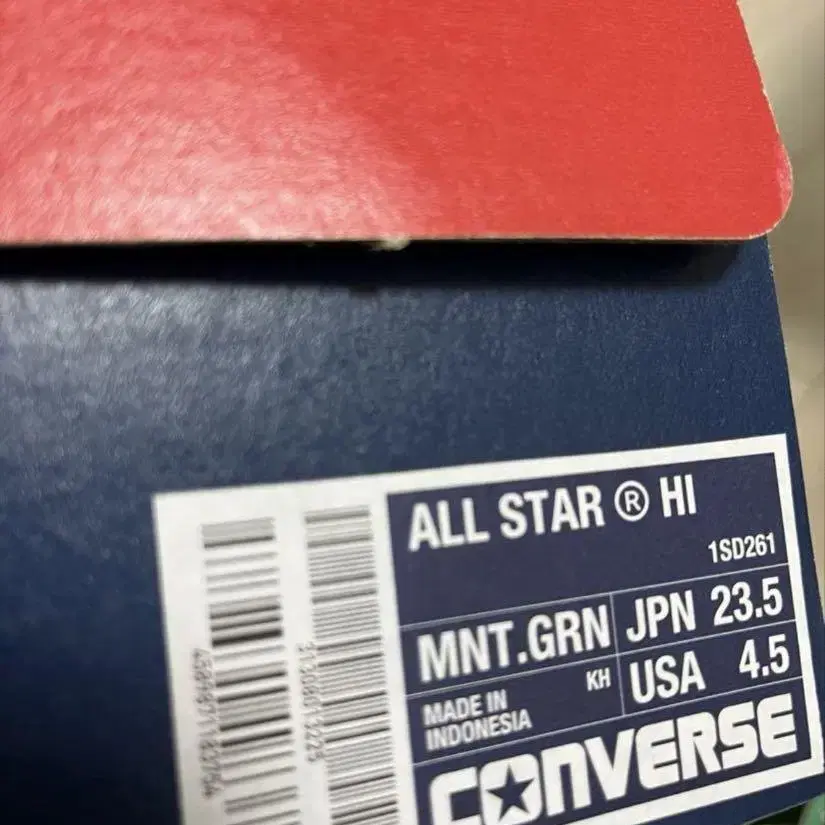 ALL STAR ® HI
1SD261
MNT.GRN JPN 23.5
MADE IN INDONESIA KH USA 4.5
CONVERSE